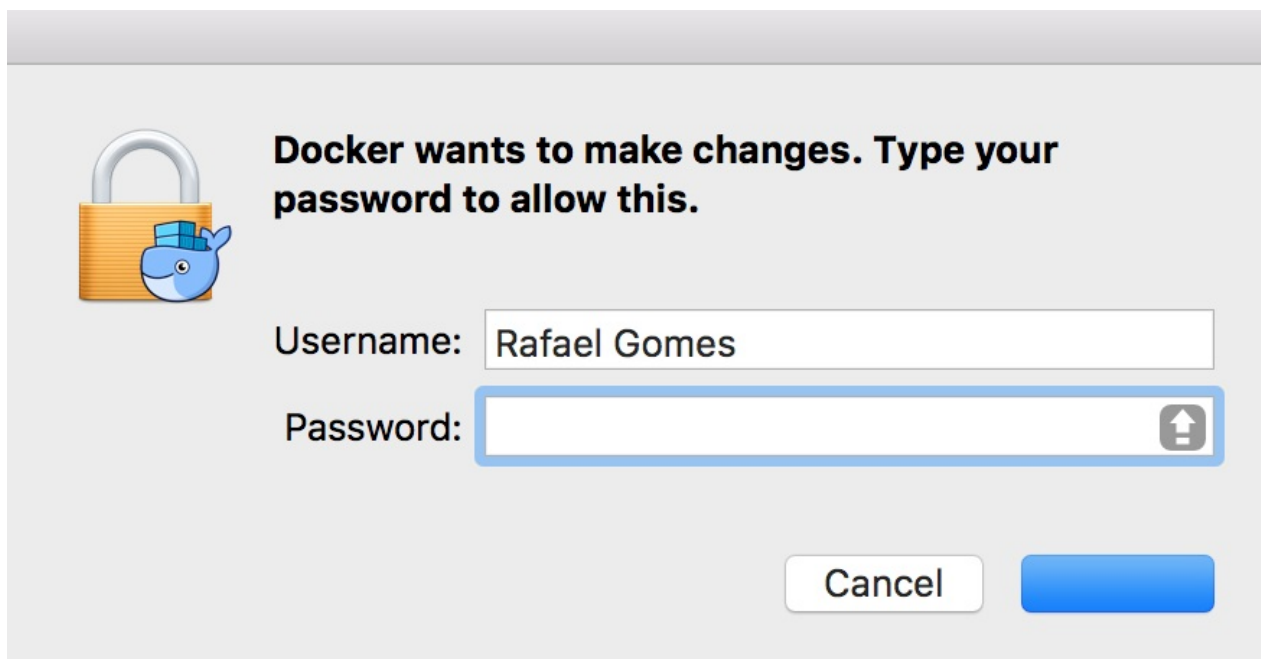 Docker wants to make changes. Type your
password to allow this.
Username: Rafael Gomes
Password:
Cancel